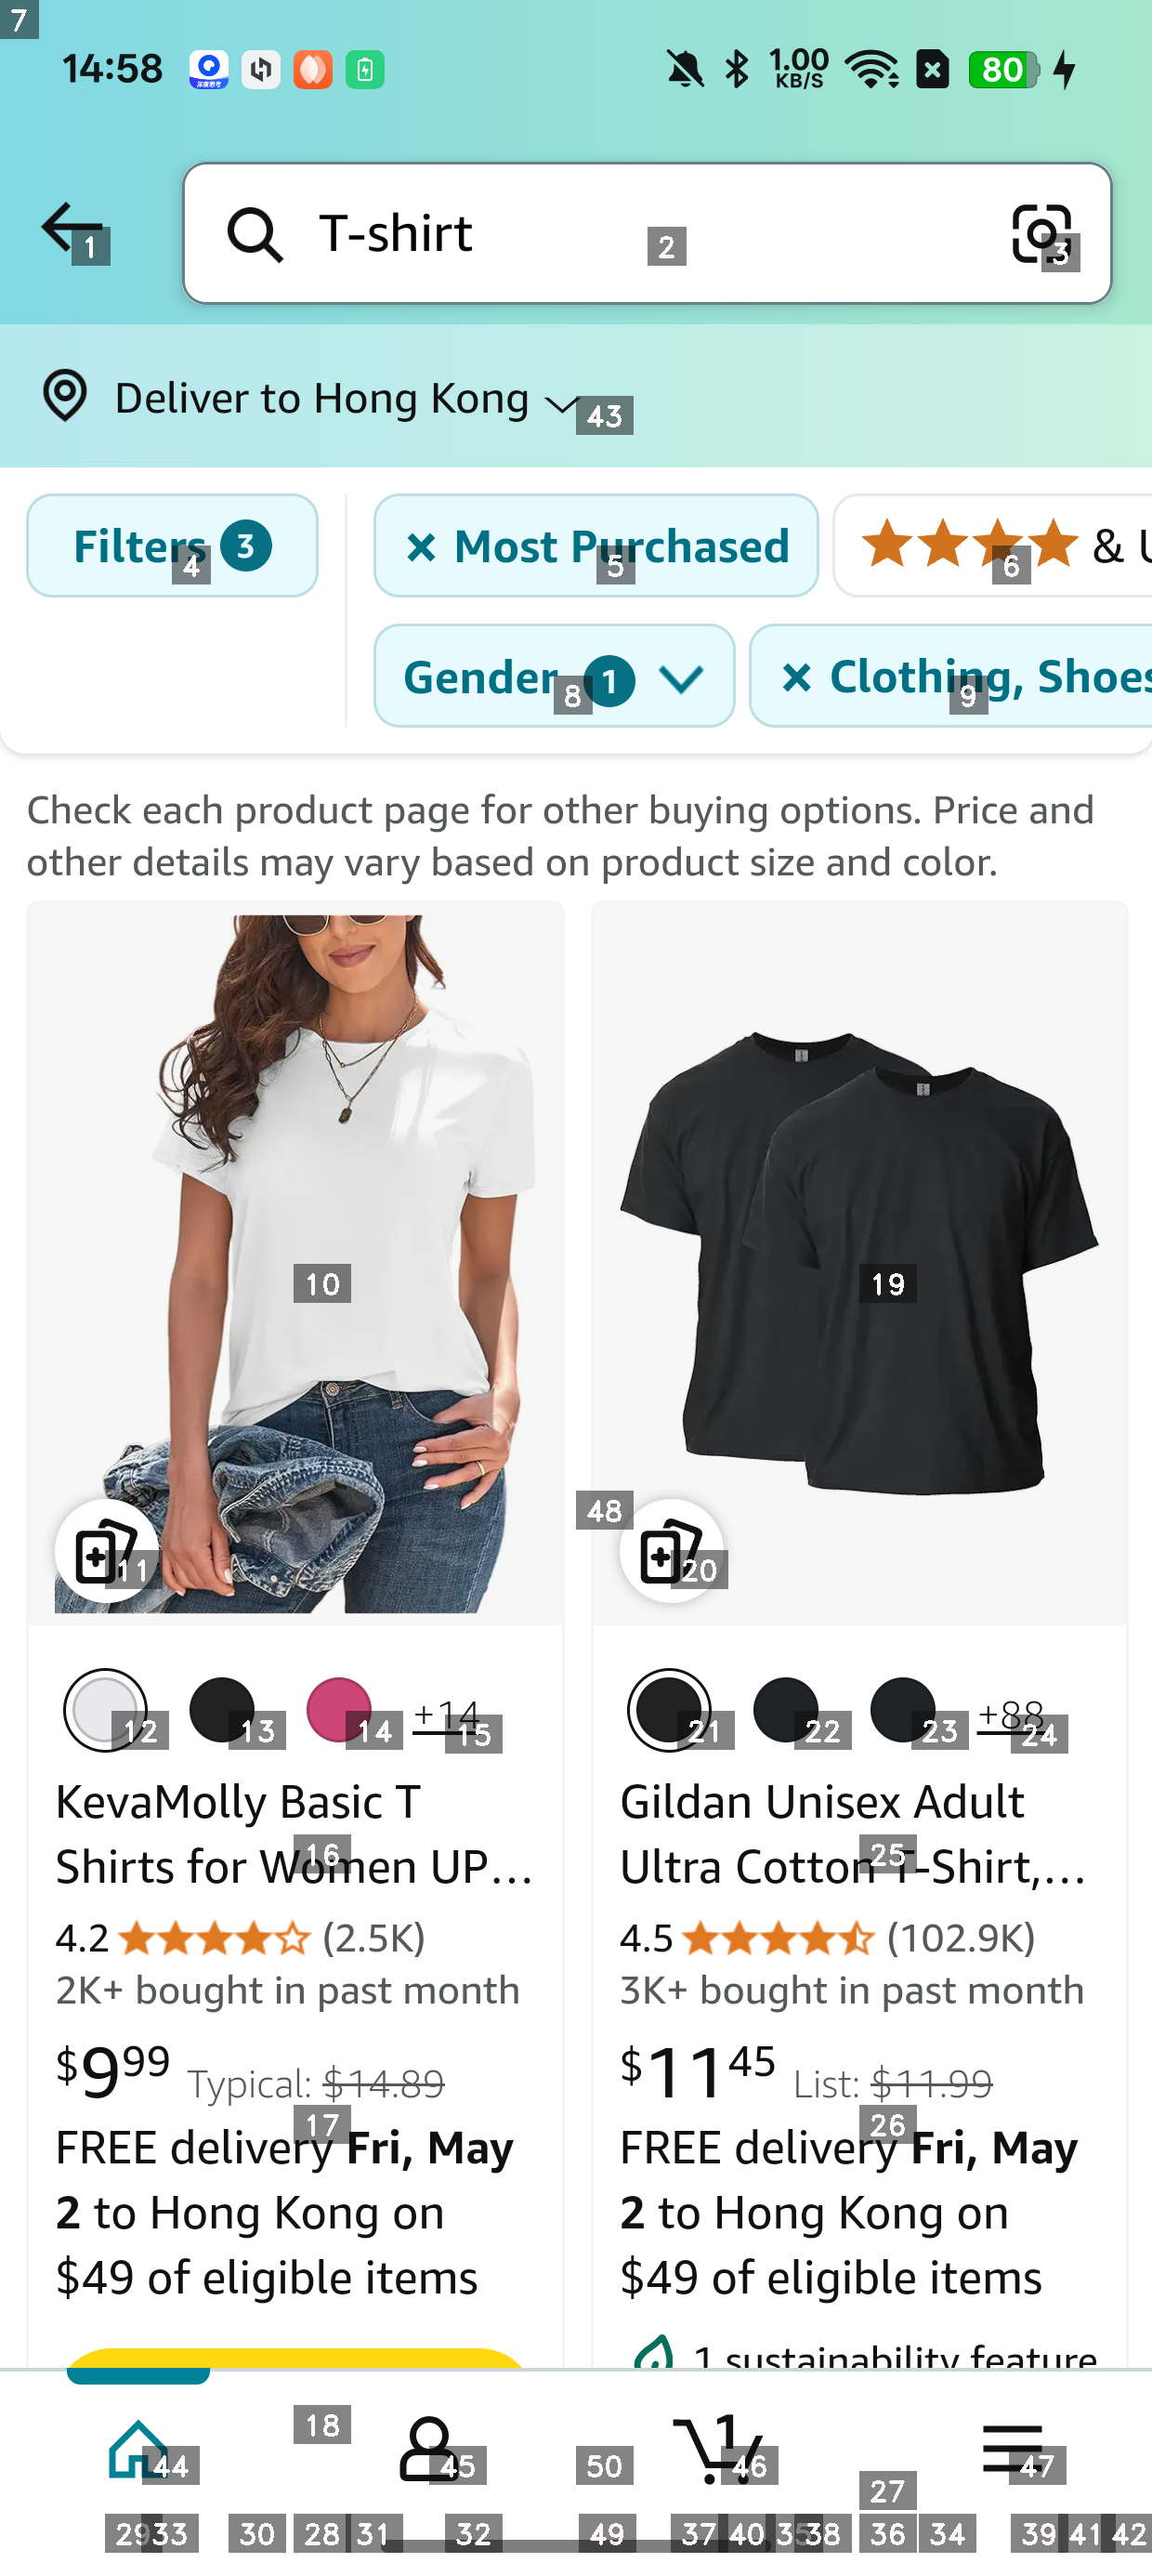 7
14:58
1.00
KB/S
80
T-shirt
1
2
3
Deliver to Hong Kong
43
Filters 3
4
Most Purchased
5
& U
6
Gender 1
8
Clothing, Shoes
9
Check each product page for other buying options. Price and
other details may vary based on product size and color.
10
19
48
11
20
+14
12
13
14
15
+88
21
22
23
24
KevaMolly Basic T
Shirts for Women UP...
16
4.2 (2.5K)
2K+ bought in past month
$9.99 Typical: $14.89
17
FREE delivery Fri, May
2 to Hong Kong on
$49 of eligible items
Gildan Unisex Adult
Ultra Cotton T-Shirt,...
25
4.5 (102.9K)
3K+ bought in past month
$11.45 List: $11.99
26
FREE delivery Fri, May
2 to Hong Kong on
$49 of eligible items
1 sustainability feature
18
1
44
45
50
46
47
27
29 33 30 28 31 32 49 37 40 38 36 34 39 41 42